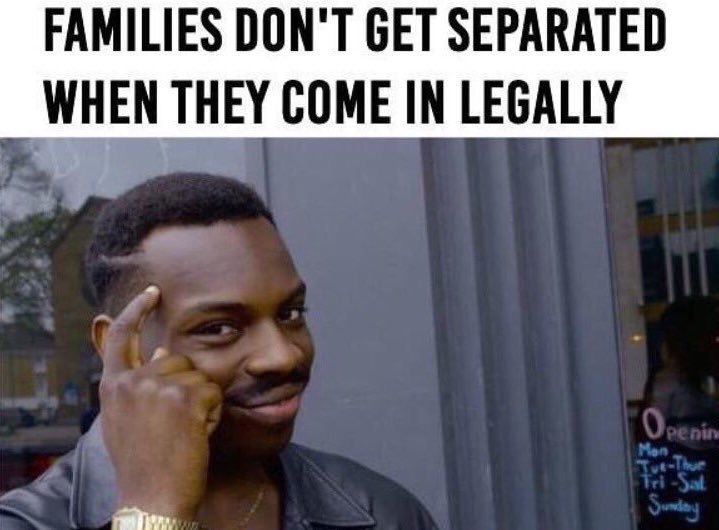 FAMILIES DON'T GET SEPARATED
WHEN THEY COME IN LEGALLY
Opening
Mon
Tue-Thur
Fri-Sat
Sunday